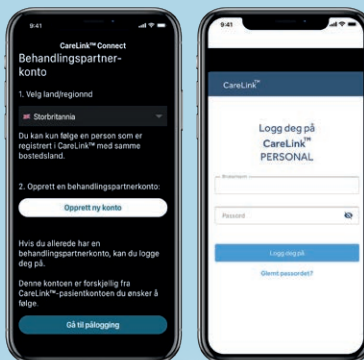 9:41
CareLink™ Connect
Behandlingspartner-
konto
1. Velg land/regionnd
Storbritannia
Du kan kun følge en person som er
registrert i CareLink™ med samme
bostedsland.
2. Opprett en behandlingspartnerkonto:
Opprett ny konto
Hvis du allerede har en
behandlingspartnerkonto, kan du logge
deg på.
Denne kontoen er forskjellig fra
CareLink™-pasientkontoen du ønsker å
følge.
Gå til pålogging
9:41
CareLink™
Logg deg på
CareLink™
PERSONAL
Passord
Logg deg på
Glemt passordet?